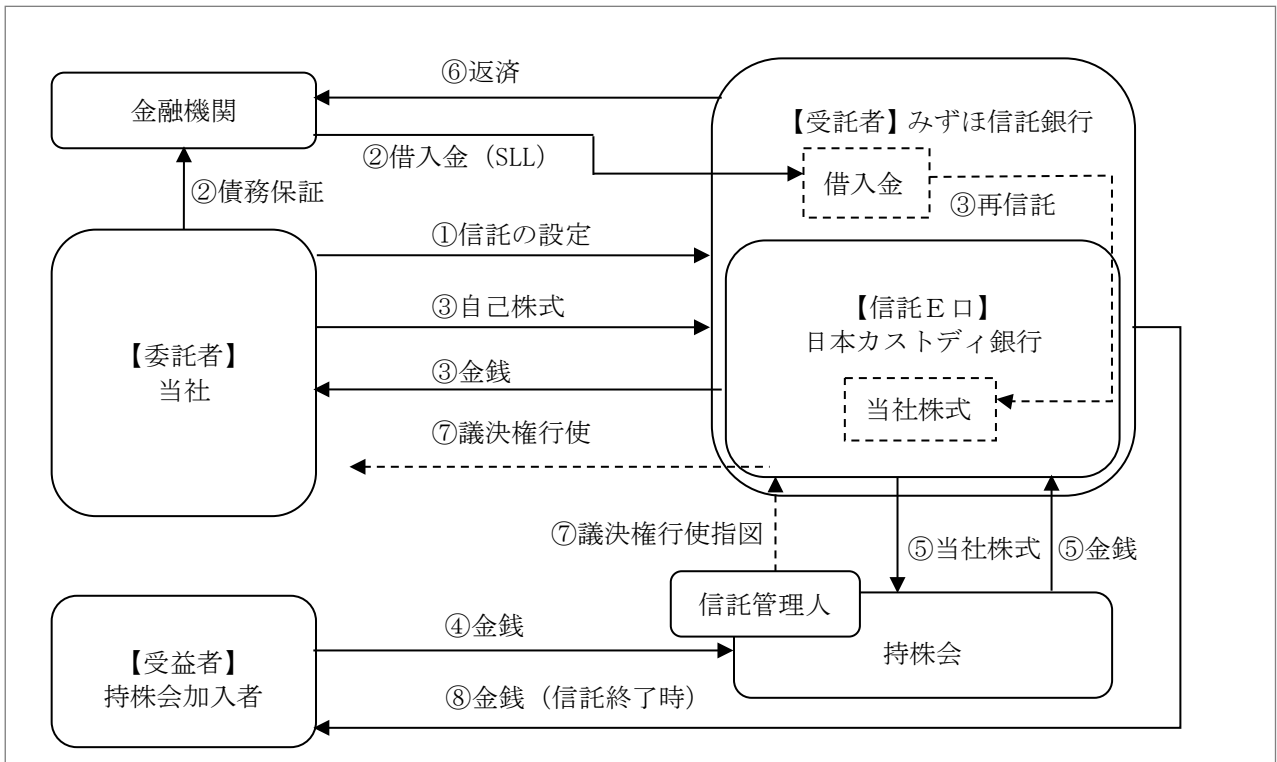 ⑥返済
金融機関
【受託者】みずほ信託銀行
②借入金（SLL）
借入金
②債務保証
③再信託
①信託の設定
③自己株式
【信託Ｅ口】
日本カストディ銀行
【委託者】
当社
③金銭
当社株式
⑦議決権行使
⑦議決権行使指図
⑤当社株式
⑤金銭
信託管理人
④金銭
持株会
【受益者】
持株会加入者
⑧金銭（信託終了時）